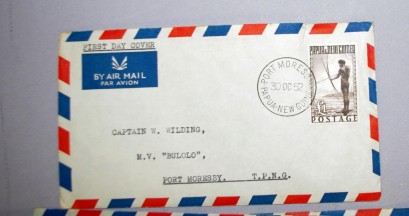 FIRST DAY COVER
BY AIR MAIL
PAR AVION
PAPUA & NEW GUINEA
£1
POSTAGE
PORT MORESBY
30 OC 52
PAPUA-NEW GUINEA
CAPTAIN W. WILDING,
M.V. "BULOLO",
PORT MORESBY. T.P.N.G.